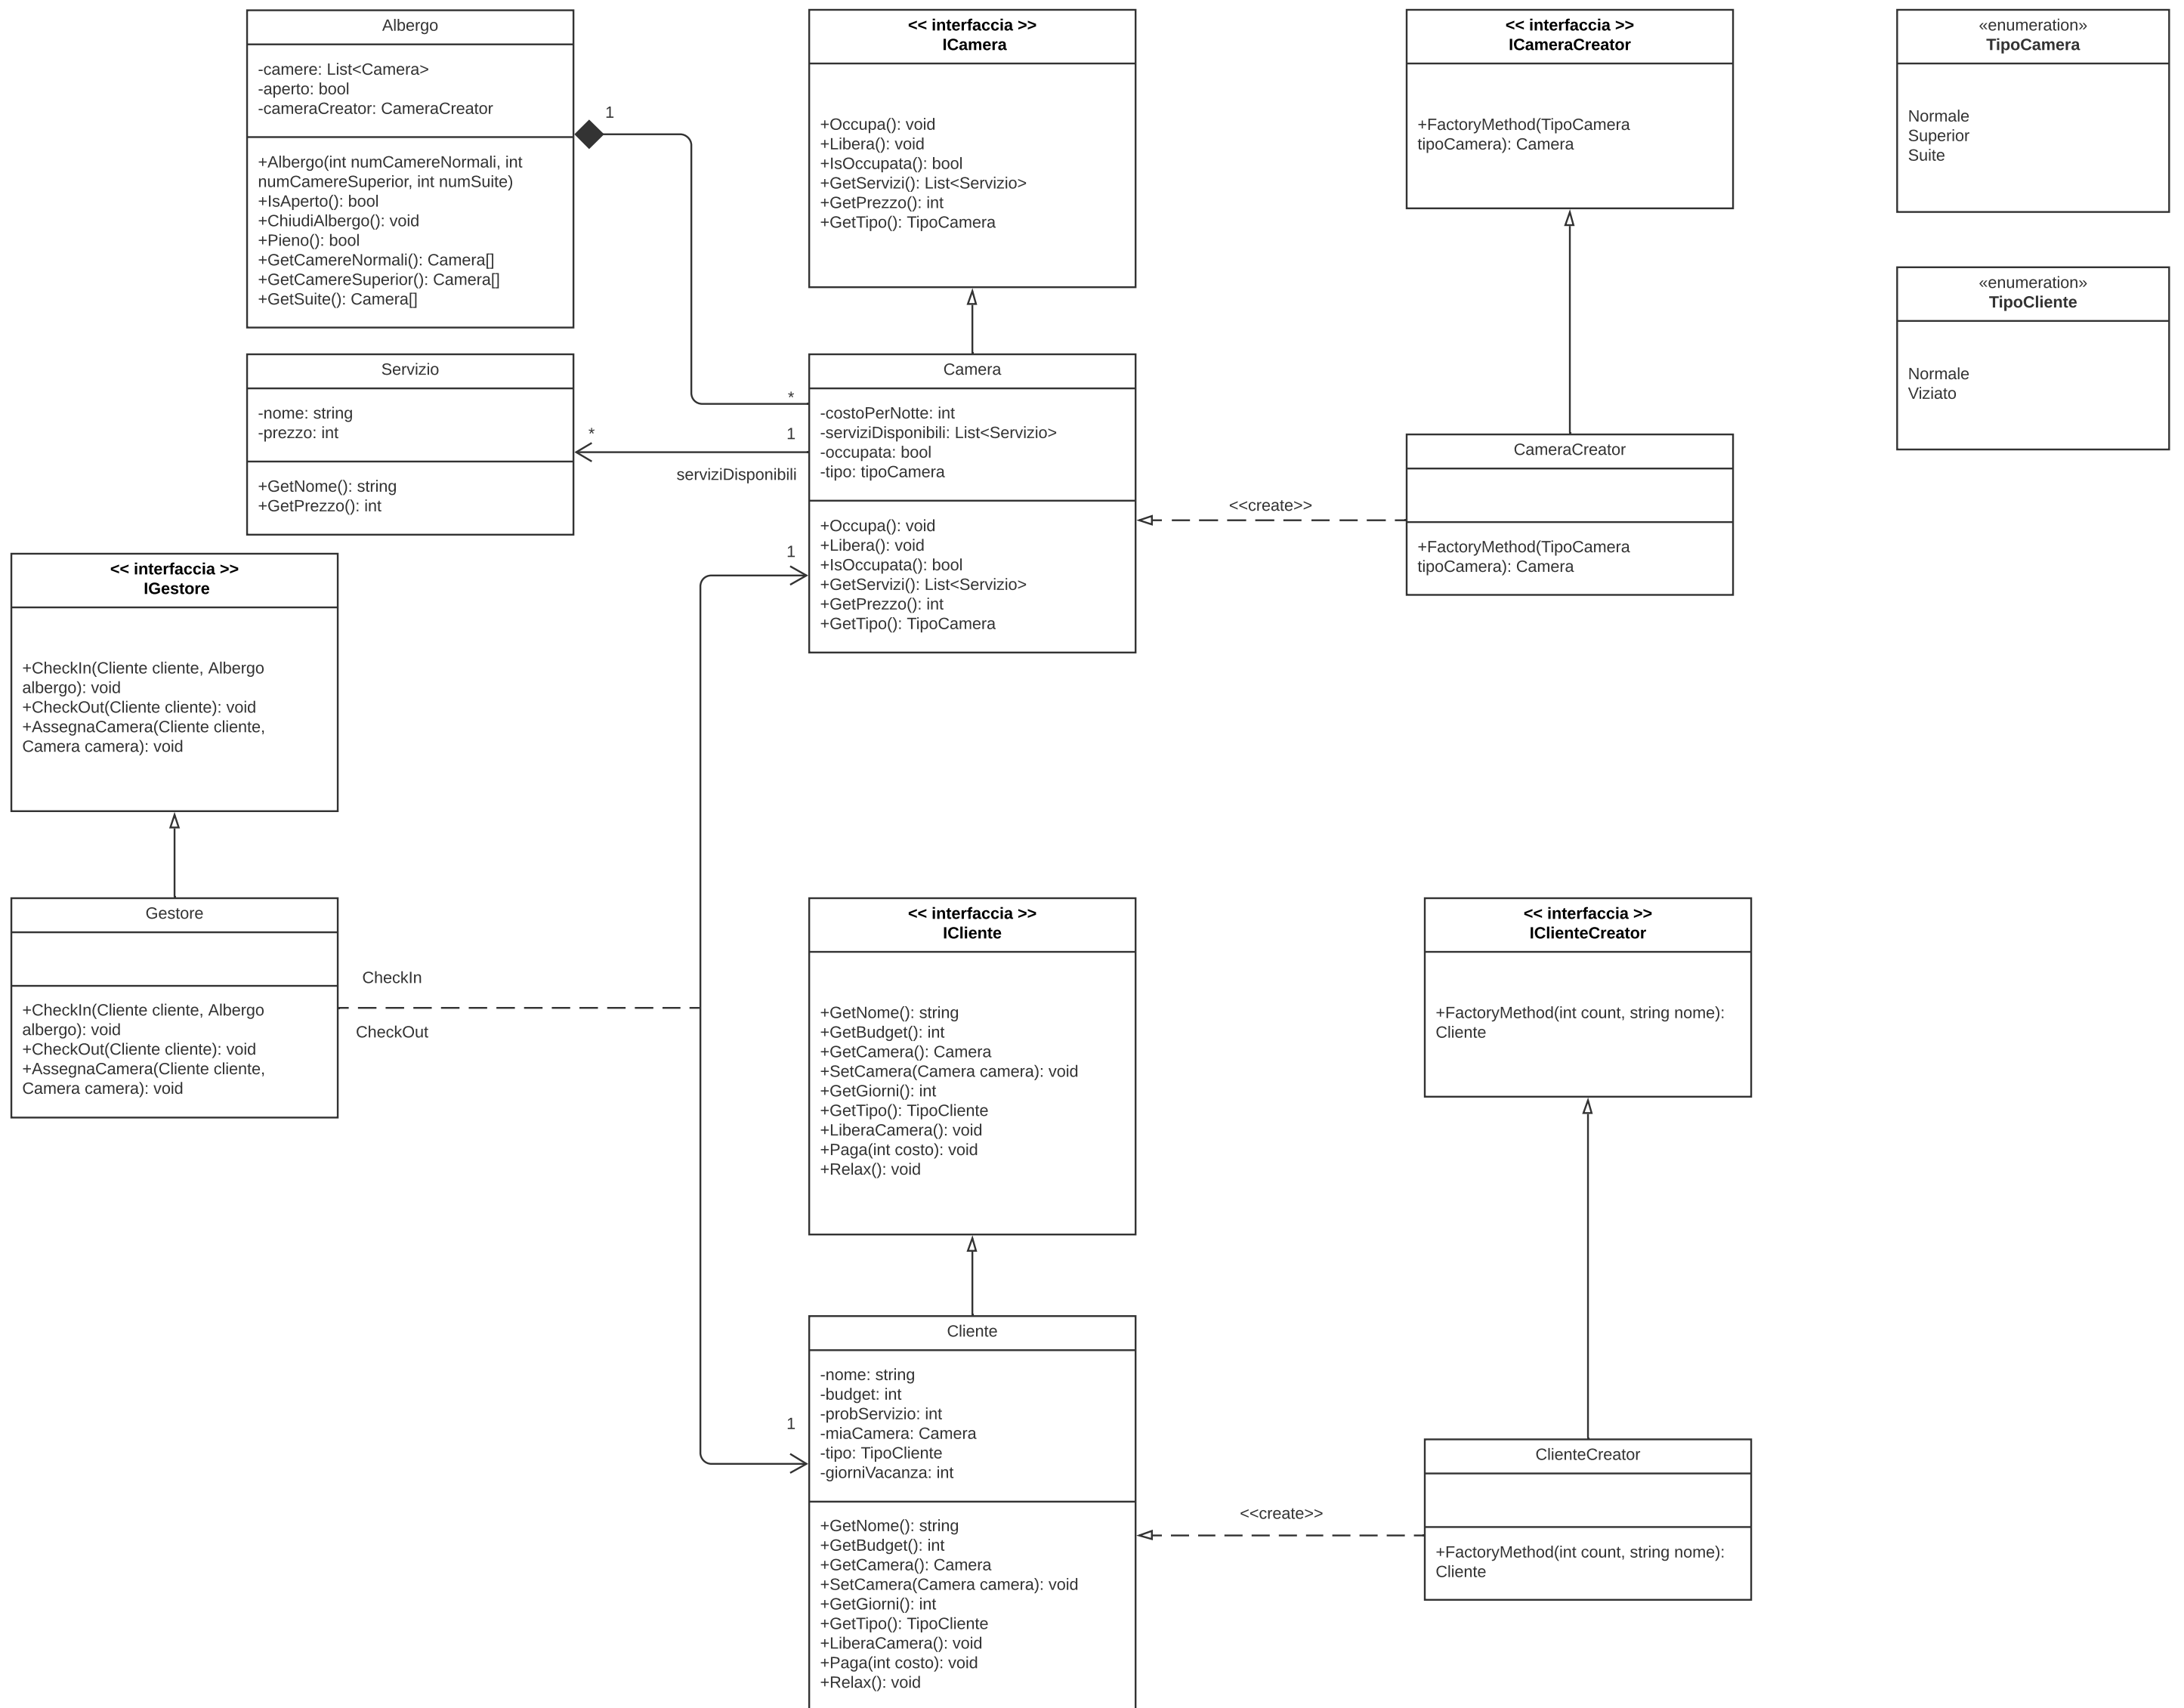 Albergo
-camere: List<Camera>
-aperto: bool
-cameraCreator: CameraCreator
+Albergo(int numCamereNormali, int
numCamereSuperior, int numSuite)
+IsAperto(): bool
+ChiudiAlbergo(): void
+Pieno(): bool
+GetCamereNormali(): Camera[]
+GetCamereSuperior(): Camera[]
+GetSuite(): Camera[]
1
*
<< interfaccia >>
ICamera
+Occupa(): void
+Libera(): void
+IsOccupata(): bool
+GetServizi(): List<Servizio>
+GetPrezzo(): int
+GetTipo(): TipoCamera
<< interfaccia >>
ICameraCreator
+FactoryMethod(TipoCamera
tipoCamera): Camera
«enumeration»
TipoCamera
Normale
Superior
Suite
«enumeration»
TipoCliente
Normale
Viziato
Servizio
-nome: string
-prezzo: int
+GetNome(): string
+GetPrezzo(): int
*
1
serviziDisponibili
Camera
-costoPerNotte: int
-serviziDisponibili: List<Servizio>
-occupata: bool
-tipo: tipoCamera
+Occupa(): void
+Libera(): void
+IsOccupata(): bool
+GetServizi(): List<Servizio>
+GetPrezzo(): int
+GetTipo(): TipoCamera
<<create>>
CameraCreator
+FactoryMethod(TipoCamera
tipoCamera): Camera
1
<< interfaccia >>
IGestore
+CheckIn(Cliente cliente, Albergo
albergo): void
+CheckOut(Cliente cliente): void
+AssegnaCamera(Cliente cliente,
Camera camera): void
Gestore
+CheckIn(Cliente cliente, Albergo
albergo): void
+CheckOut(Cliente cliente): void
+AssegnaCamera(Cliente cliente,
Camera camera): void
CheckIn
CheckOut
<< interfaccia >>
ICliente
+GetNome(): string
+GetBudget(): int
+GetCamera(): Camera
+SetCamera(Camera camera): void
+GetGiorni(): int
+GetTipo(): TipoCliente
+LiberaCamera(): void
+Paga(int costo): void
+Relax(): void
<< interfaccia >>
IClienteCreator
+FactoryMethod(int count, string nome):
Cliente
1
Cliente
-nome: string
-budget: int
-probServizio: int
-miaCamera: Camera
-tipo: TipoCliente
-giorniVacanza: int
+GetNome(): string
+GetBudget(): int
+GetCamera(): Camera
+SetCamera(Camera camera): void
+GetGiorni(): int
+GetTipo(): TipoCliente
+LiberaCamera(): void
+Paga(int costo): void
+Relax(): void
<<create>>
ClienteCreator
+FactoryMethod(int count, string nome):
Cliente